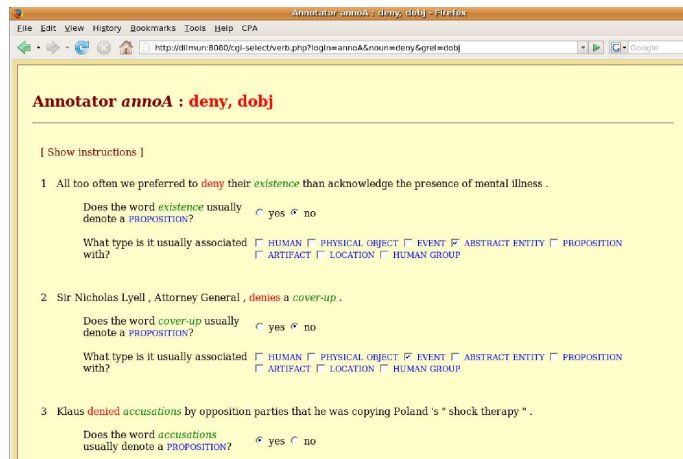 Annotator annoA : deny, dobj - Firefox
File Edit View History Bookmarks Tools Help CPA
http://dilmun:8080/cgi-select/verb.php?login=annoA&noun=deny&grel=dobj
G Google
Annotator annoA : deny, dobj
[ Show instructions ]
1 All too often we preferred to deny their existence than acknowledge the presence of mental illness .
Does the word existence usually
denote a PROPOSITION?
yes no
What type is it usually associated
with?
HUMAN PHYSICAL OBJECT EVENT ABSTRACT ENTITY PROPOSITION
ARTIFACT LOCATION HUMAN GROUP
2 Sir Nicholas Lyell , Attorney General , denies a cover-up .
Does the word cover-up usually
denote a PROPOSITION?
yes no
What type is it usually associated
with?
HUMAN PHYSICAL OBJECT EVENT ABSTRACT ENTITY PROPOSITION
ARTIFACT LOCATION HUMAN GROUP
3 Klaus denied accusations by opposition parties that he was copying Poland 's " shock therapy " .
Does the word accusations
usually denote a PROPOSITION?
yes no